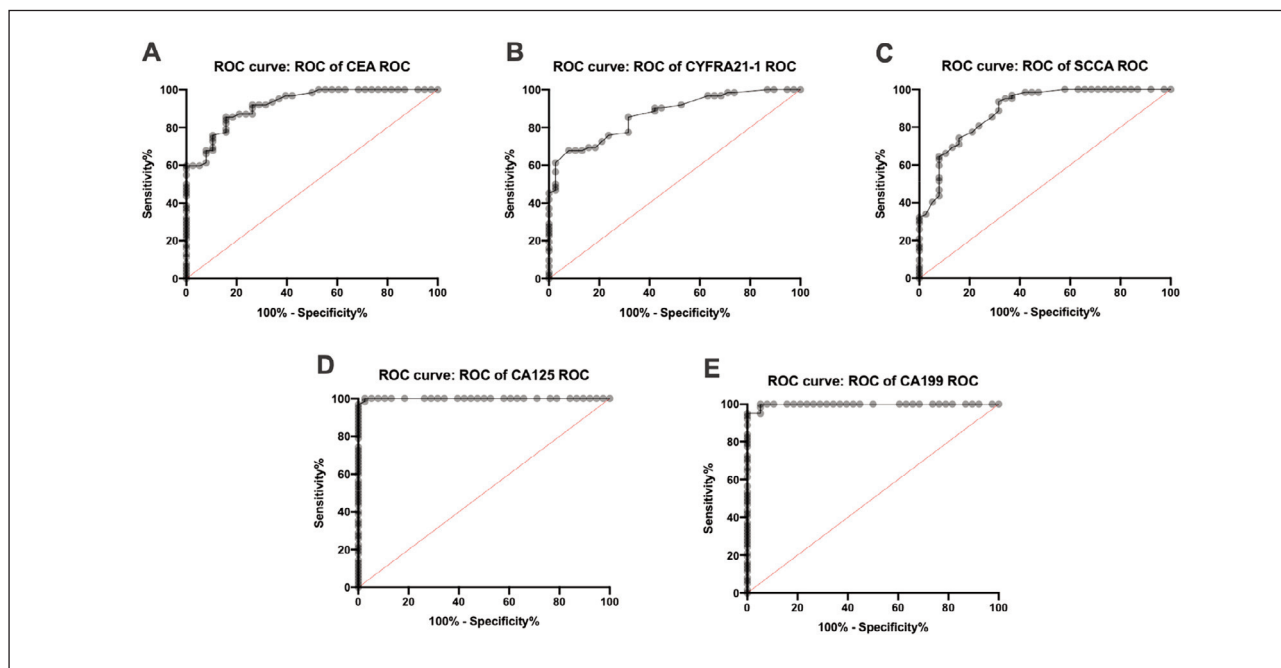 A
ROC curve: ROC of CEA ROC
100
80
60
40
20
0
Sensitivity%
0 20 40 60 80 100
100% - Specificity%
B
ROC curve: ROC of CYFRA21-1 ROC
100
80
60
40
20
0
Sensitivity%
0 20 40 60 80 100
100% - Specificity%
C
ROC curve: ROC of SCCA ROC
100
80
60
40
20
0
Sensitivity%
0 20 40 60 80 100
100% - Specificity%
D
ROC curve: ROC of CA125 ROC
100
80
60
40
20
0
Sensitivity%
0 20 40 60 80 100
100% - Specificity%
E
ROC curve: ROC of CA199 ROC
100
80
60
40
20
0
Sensitivity%
0 20 40 60 80 100
100% - Specificity%